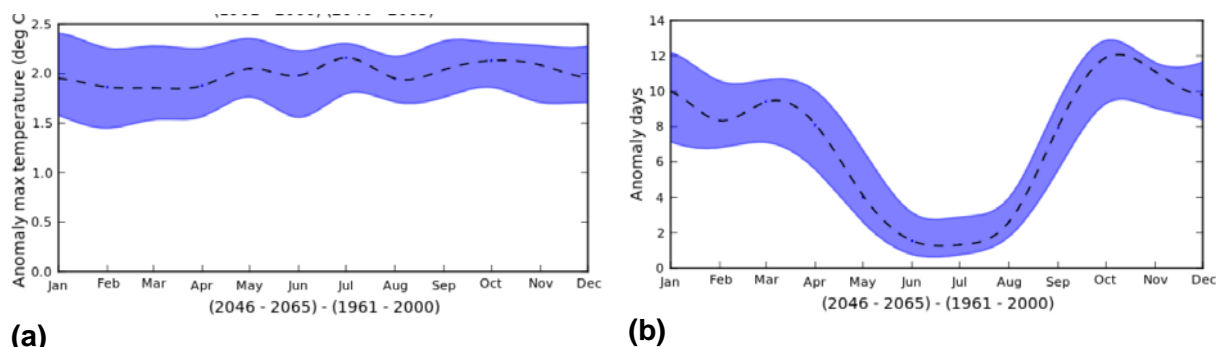 Anomaly max temperature (deg C
2.5
2.0
1.5
1.0
0.5
0.0
Jan Feb Mar Apr May Jun Jul Aug Sep Oct Nov Dec
(2046 - 2065) - (1961 - 2000)
(a)
Anomaly days
14
12
10
8
6
4
2
0
Jan Feb Mar Apr May Jun Jul Aug Sep Oct Nov Dec
(2046 - 2065) - (1961 - 2000)
(b)